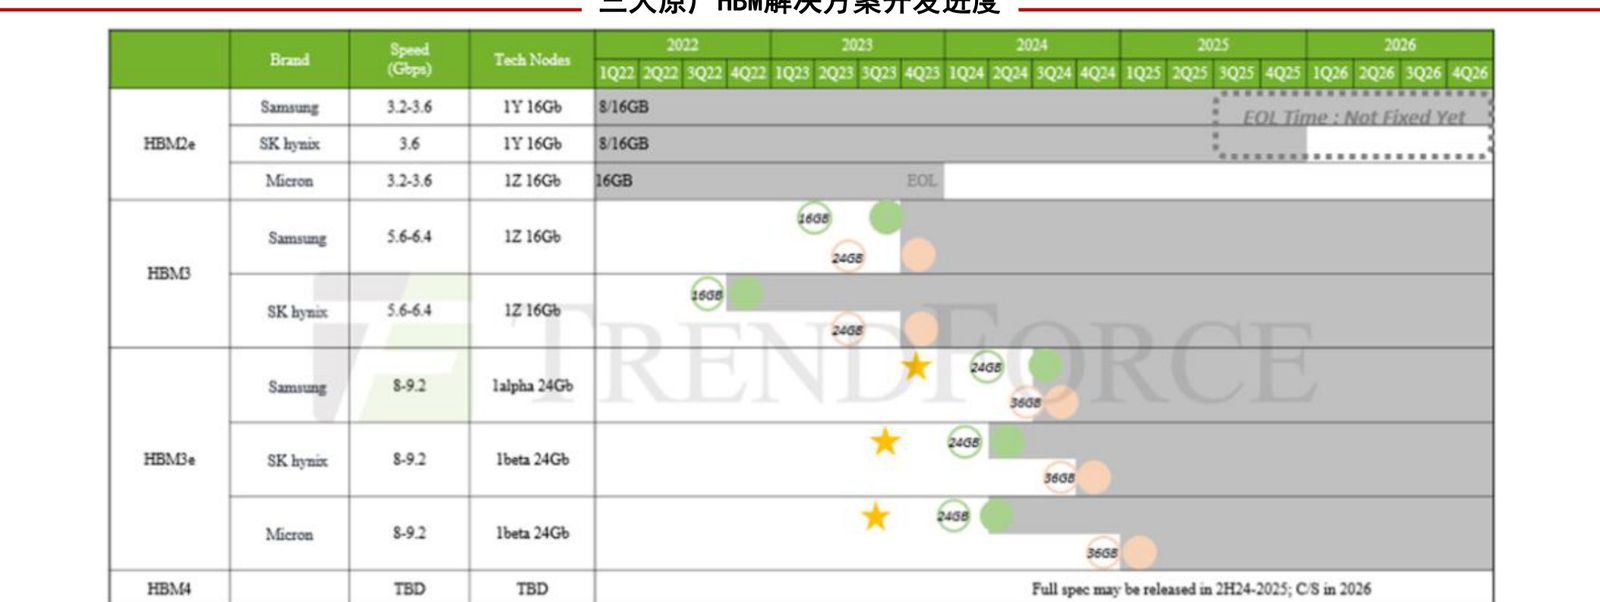 三大原厂HBM解决方案开发进度
Brand Speed (Gbps) Tech Nodes 2022 2023 2024 2025 2026
1Q22 2Q22 3Q22 4Q22 1Q23 2Q23 3Q23 4Q23 1Q24 2Q24 3Q24 4Q24 1Q25 2Q25 3Q25 4Q25 1Q26 2Q26 3Q26 4Q26
HBM2e
Samsung 3.2-3.6 1Y 16Gb 8/16GB EOL Time : Not Fixed Yet
SK hynix 3.6 1Y 16Gb 8/16GB
Micron 3.2-3.6 1Z 16Gb 16GB EOL
HBM3
Samsung 5.6-6.4 1Z 16Gb 16GB
24GB
SK hynix 5.6-6.4 1Z 16Gb 16GB
24GB
TRENDFORCE
HBM3e
Samsung 8-9.2 1alpha 24Gb 24GB
36GB
SK hynix 8-9.2 1beta 24Gb 24GB
36GB
Micron 8-9.2 1beta 24Gb 24GB
36GB
HBM4 TBD TBD Full spec may be released in 2H24-2025; C/S in 2026